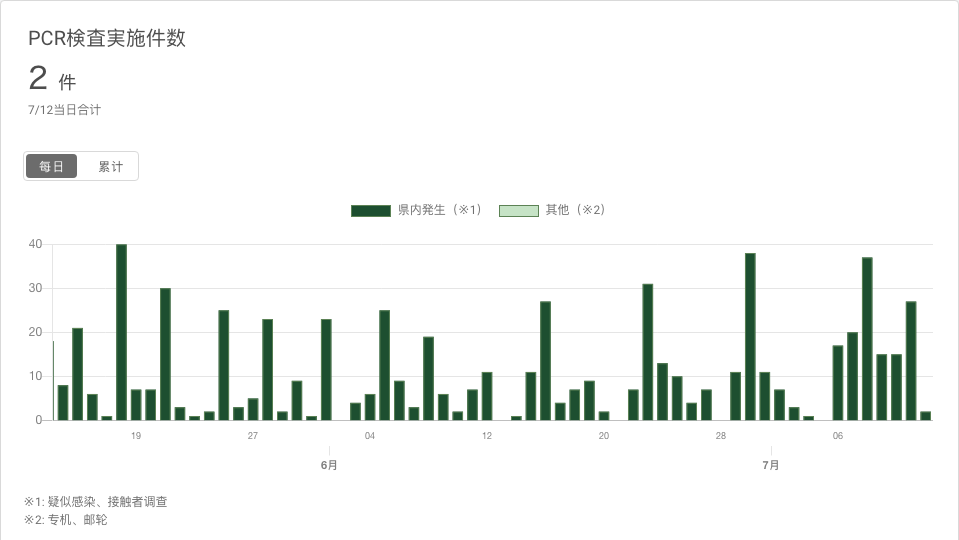 PCR検査実施件数
2 件
7/12当日合计
每日 累计
県内発生（※1） 其他（※2）
40
30
20
10
0
19 27 04 12 20 28 06
6月 7月
※1: 疑似感染、接触者调查
※2: 专机、邮轮